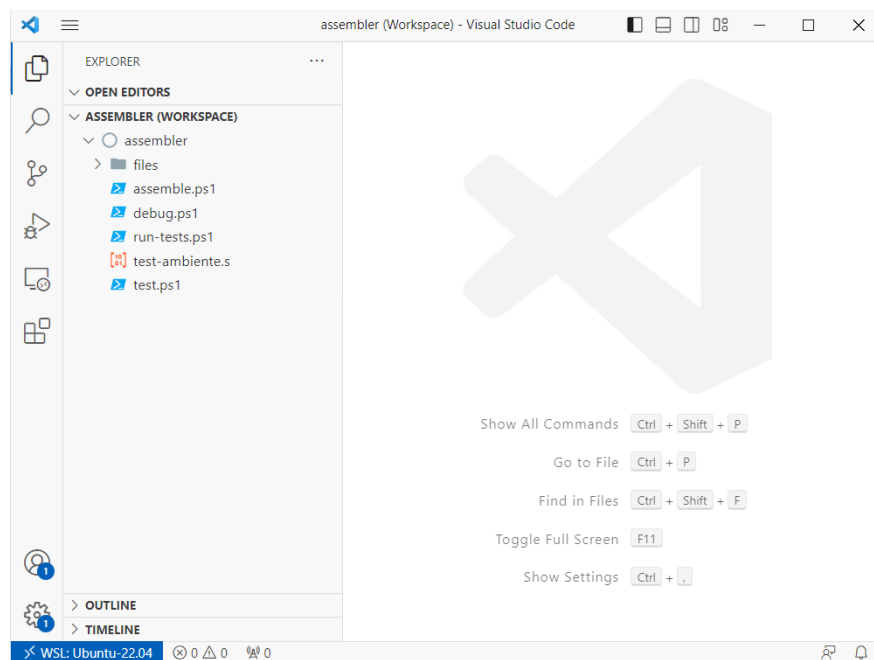 assembler (Workspace) - Visual Studio Code
EXPLORER
OPEN EDITORS
ASSEMBLER (WORKSPACE)
assembler
files
assemble.ps1
debug.ps1
run-tests.ps1
test-ambiente.s
test.ps1
Show All Commands Ctrl + Shift + P
Go to File Ctrl + P
Find in Files Ctrl + Shift + F
Toggle Full Screen F11
Show Settings Ctrl + ,
1
1
OUTLINE
TIMELINE
WSL: Ubuntu-22.04 0 0 0